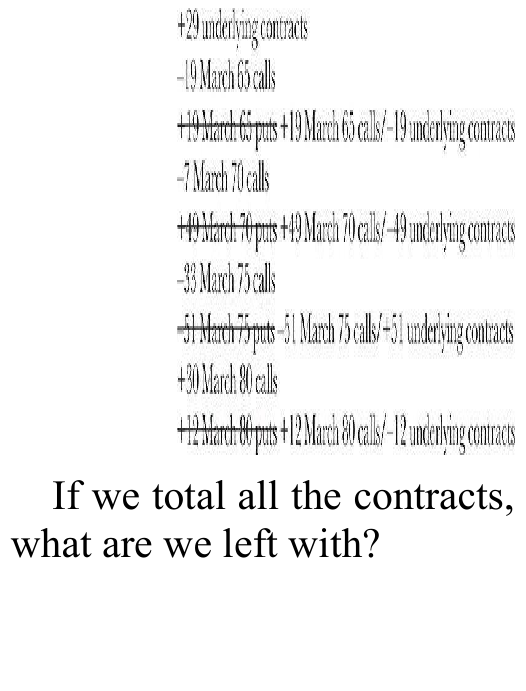 +29 underlying contracts
–19 March 65 calls
+19 March 65 puts +19 March 65 calls/–19 underlying contracts
–7 March 70 calls
+49 March 70 puts +49 March 70 calls/–49 underlying contracts
–33 March 75 calls
–51 March 75 puts –51 March 75 calls/+51 underlying contracts
+30 March 80 calls
+12 March 80 puts +12 March 80 calls/–12 underlying contracts
If we total all the contracts,
what are we left with?